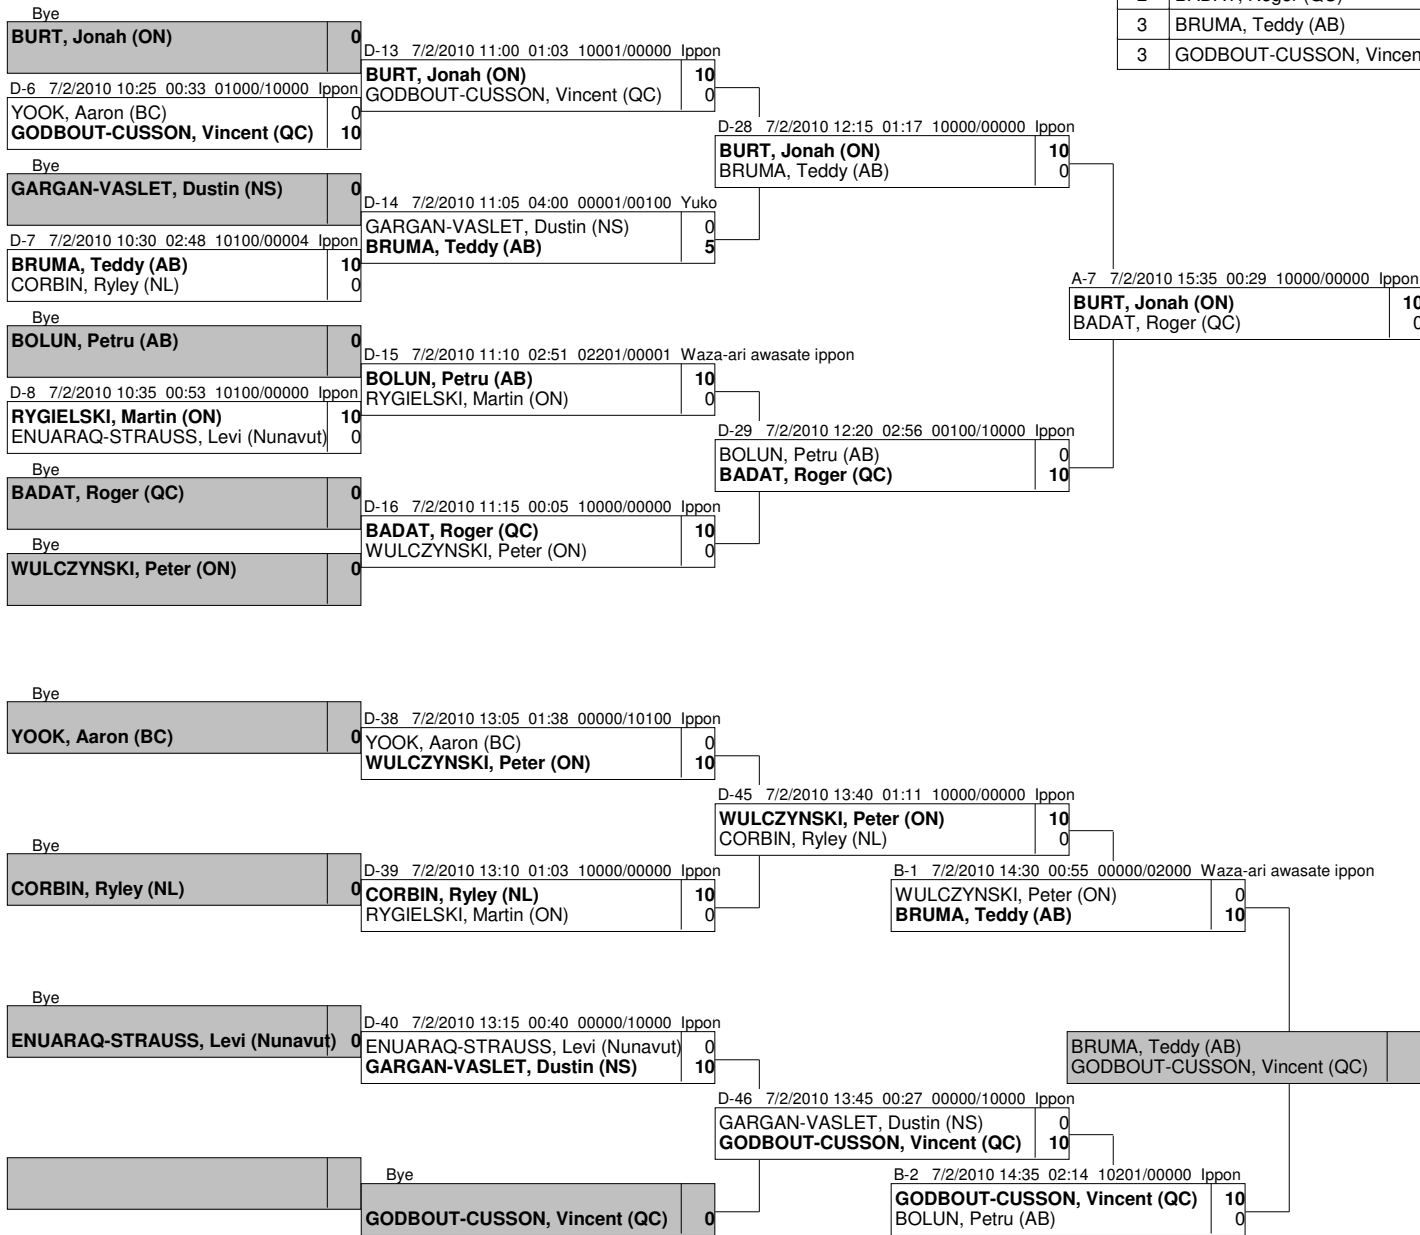 2 BADAT, Roger (QC)
3 BRUMA, Teddy (AB)
3 GODBOUT-CUSSON, Vincen
Bye
BURT, Jonah (ON) 0
D-6 7/2/2010 10:25 00:33 01000/10000 Ippon
YOOK, Aaron (BC) 0
GODBOUT-CUSSON, Vincent (QC) 10
Bye
GARGAN-VASLET, Dustin (NS) 0
D-7 7/2/2010 10:30 02:48 10100/00004 Ippon
BRUMA, Teddy (AB) 10
CORBIN, Ryley (NL) 0
Bye
BOLUN, Petru (AB) 0
D-8 7/2/2010 10:35 00:53 10100/00000 Ippon
RYGIELSKI, Martin (ON) 10
ENUARAQ-STRAUSS, Levi (Nunavut) 0
Bye
BADAT, Roger (QC) 0
Bye
WULCZYNSKI, Peter (ON) 0
D-13 7/2/2010 11:00 01:03 10001/00000 Ippon
BURT, Jonah (ON) 10
GODBOUT-CUSSON, Vincent (QC) 0
D-14 7/2/2010 11:05 04:00 00001/00100 Yuko
GARGAN-VASLET, Dustin (NS) 0
BRUMA, Teddy (AB) 5
D-15 7/2/2010 11:10 02:51 02201/00001 Waza-ari awasate ippon
BOLUN, Petru (AB) 10
RYGIELSKI, Martin (ON) 0
D-16 7/2/2010 11:15 00:05 10000/00000 Ippon
BADAT, Roger (QC) 10
WULCZYNSKI, Peter (ON) 0
D-28 7/2/2010 12:15 01:17 10000/00000 Ippon
BURT, Jonah (ON) 10
BRUMA, Teddy (AB) 0
D-29 7/2/2010 12:20 02:56 00100/10000 Ippon
BOLUN, Petru (AB) 0
BADAT, Roger (QC) 10
A-7 7/2/2010 15:35 00:29 10000/00000 Ippon
BURT, Jonah (ON) 10
BADAT, Roger (QC) 0
Bye
YOOK, Aaron (BC) 0
Bye
CORBIN, Ryley (NL) 0
Bye
ENUARAQ-STRAUSS, Levi (Nunavut) 0
D-38 7/2/2010 13:05 01:38 00000/10100 Ippon
YOOK, Aaron (BC) 0
WULCZYNSKI, Peter (ON) 10
D-39 7/2/2010 13:10 01:03 10000/00000 Ippon
CORBIN, Ryley (NL) 10
RYGIELSKI, Martin (ON) 0
D-40 7/2/2010 13:15 00:40 00000/10000 Ippon
ENUARAQ-STRAUSS, Levi (Nunavut) 0
GARGAN-VASLET, Dustin (NS) 10
Bye
GODBOUT-CUSSON, Vincent (QC) 0
D-45 7/2/2010 13:40 01:11 10000/00000 Ippon
WULCZYNSKI, Peter (ON) 10
CORBIN, Ryley (NL) 0
D-46 7/2/2010 13:45 00:27 00000/10000 Ippon
GARGAN-VASLET, Dustin (NS) 0
GODBOUT-CUSSON, Vincent (QC) 10
B-1 7/2/2010 14:30 00:55 00000/02000 Waza-ari awasate ippon
WULCZYNSKI, Peter (ON) 0
BRUMA, Teddy (AB) 10
B-2 7/2/2010 14:35 02:14 10201/00000 Ippon
GODBOUT-CUSSON, Vincent (QC) 10
BOLUN, Petru (AB) 0
BRUMA, Teddy (AB)
GODBOUT-CUSSON, Vincent (QC)